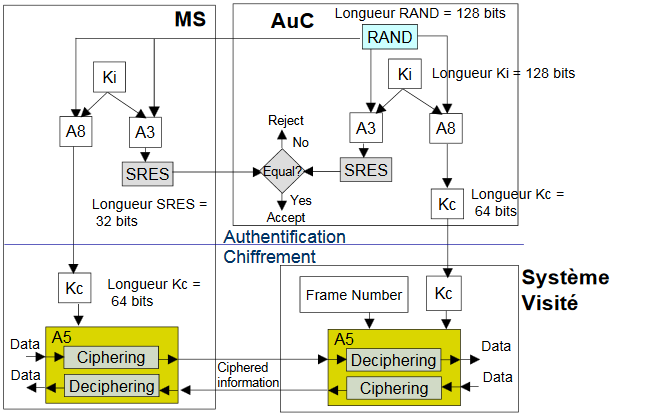 MS
AuC
Longueur RAND = 128 bits
RAND
Ki
Ki
Longueur Ki = 128 bits
A8
A3
A3
A8
Reject
No
SRES
Equal?
SRES
Yes
Accept
Longueur SRES =
32 bits
Kc
Longueur Kc =
64 bits
Authentification
Chiffrement
Kc
Longueur Kc =
64 bits
Frame Number
Kc
Système
Visité
A5
Data
Ciphering
Data
Deciphering
Ciphered
information
A5
Deciphering
Data
Ciphering
Data